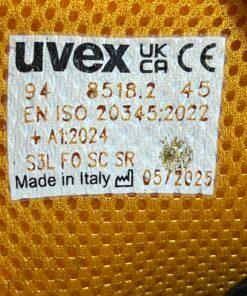 uvex UK CA CE
94 8518.2 45
EN ISO 20345:2022
+ A1:2024
S3L FO SC SR
Made in Italy 05/2025